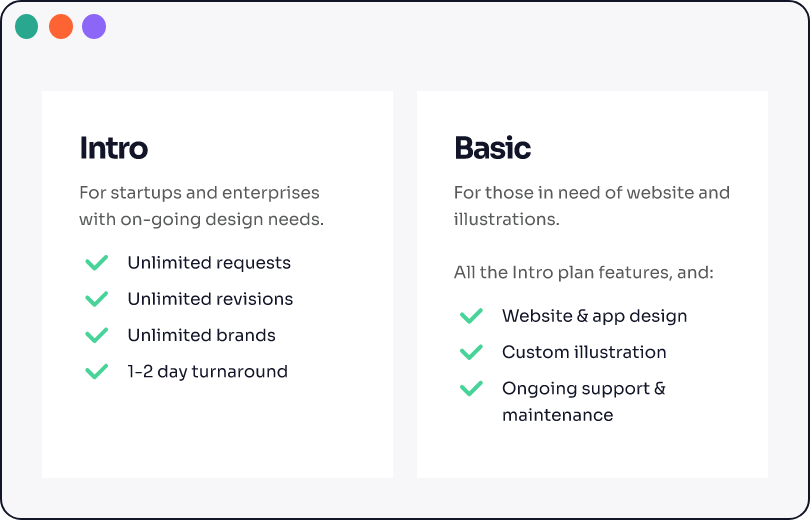 Intro
For startups and enterprises
with on-going design needs.
Unlimited requests
Unlimited revisions
Unlimited brands
1-2 day turnaround
Basic
For those in need of website and
illustrations.
All the Intro plan features, and:
Website & app design
Custom illustration
Ongoing support &
maintenance